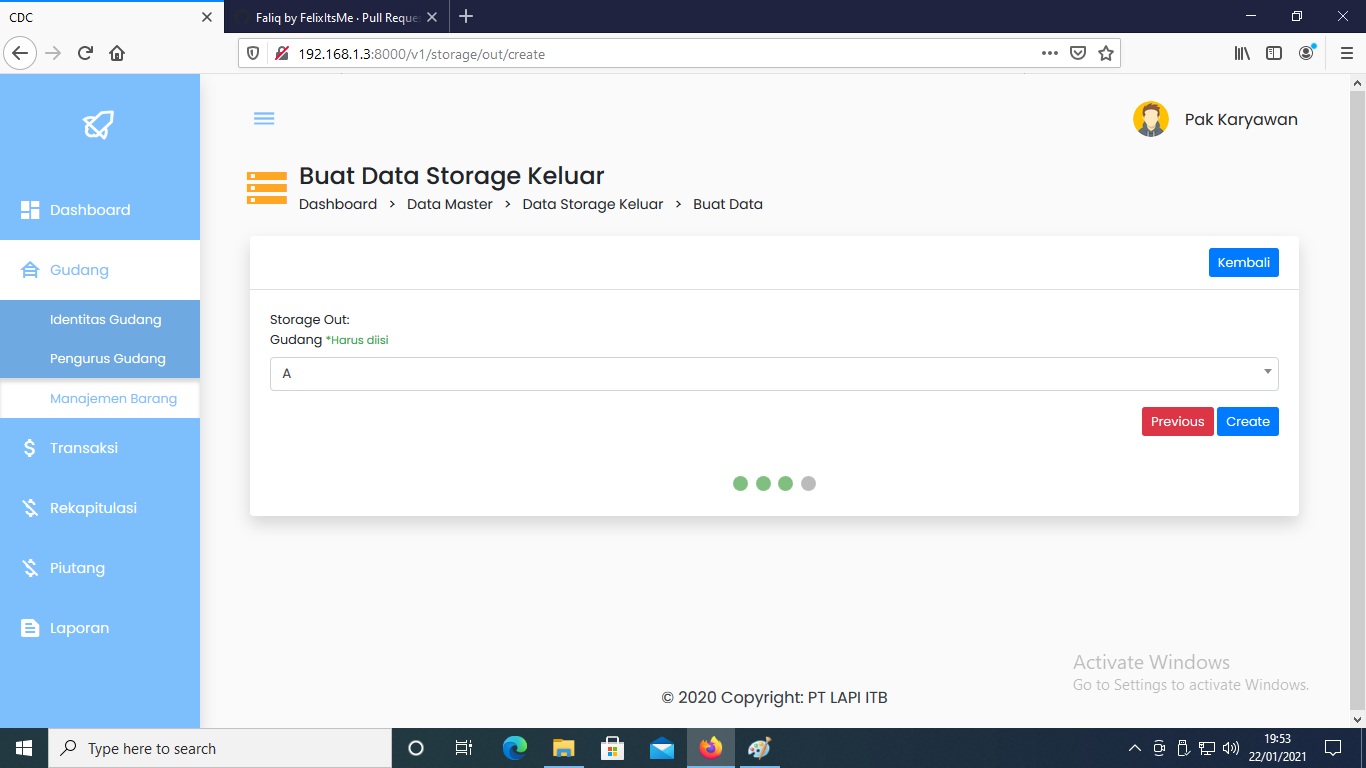 CDC
Faliq by FelixItsMe · Pull Reque
192.168.1.3:8000/v1/storage/out/create
Pak Karyawan
Buat Data Storage Keluar
Dashboard > Data Master > Data Storage Keluar > Buat Data
Dashboard
Gudang
Identitas Gudang
Pengurus Gudang
Manajemen Barang
Transaksi
Rekapitulasi
Piutang
Laporan
Kembali
Storage Out:
Gudang *Harus diisi
A
Previous Create
Activate Windows
Go to Settings to activate Windows.
© 2020 Copyright: PT LAPI ITB
Type here to search
19:53
22/01/2021